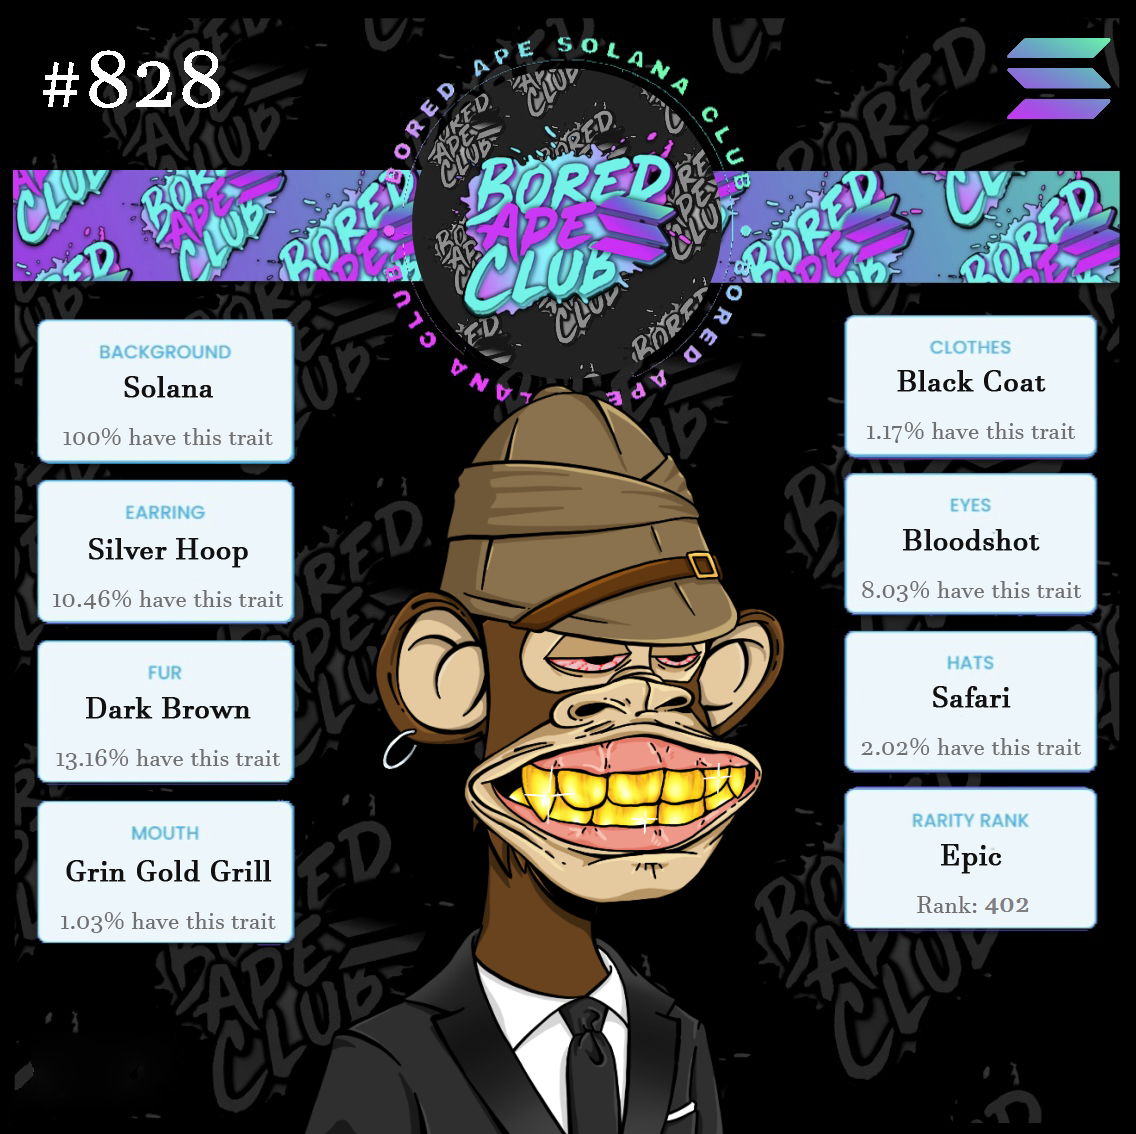 #828
BORED APE SOLANA CLUB
BORED
APE
CLUB
BACKGROUND
Solana
100% have this trait
EARRING
Silver Hoop
10.46% have this trait
FUR
Dark Brown
13.16% have this trait
MOUTH
Grin Gold Grill
1.03% have this trait
CLOTHES
Black Coat
1.17% have this trait
EYES
Bloodshot
8.03% have this trait
HATS
Safari
2.02% have this trait
RARITY RANK
Epic
Rank: 402